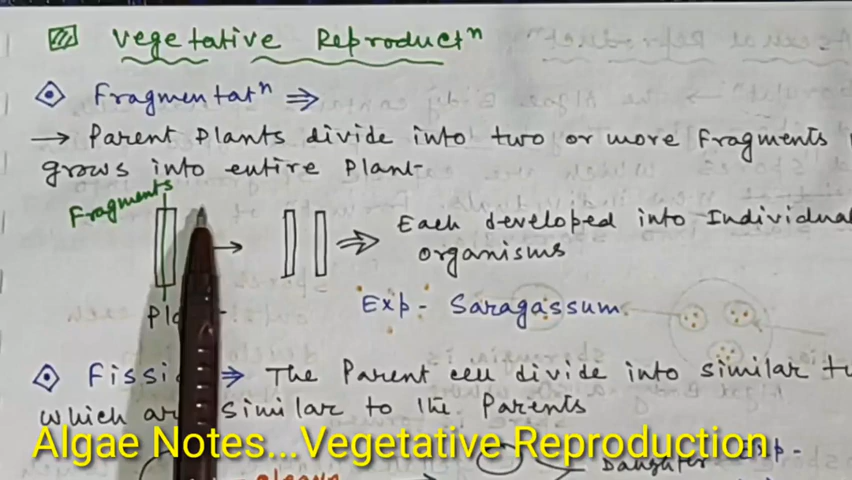 Vegetative Reproductⁿ
Fragmentatⁿ ⇒
→ Parent Plants divide into two or more fragments
grows into entire Plant-
Fragments
→ ⇒ Each developed into Individual
organisms
Exp- Saragassum
⇒ The Parent cell divide into similar
which are similar to the Parents
Algae Notes...Vegetative Reproduction
Daughter Exp-